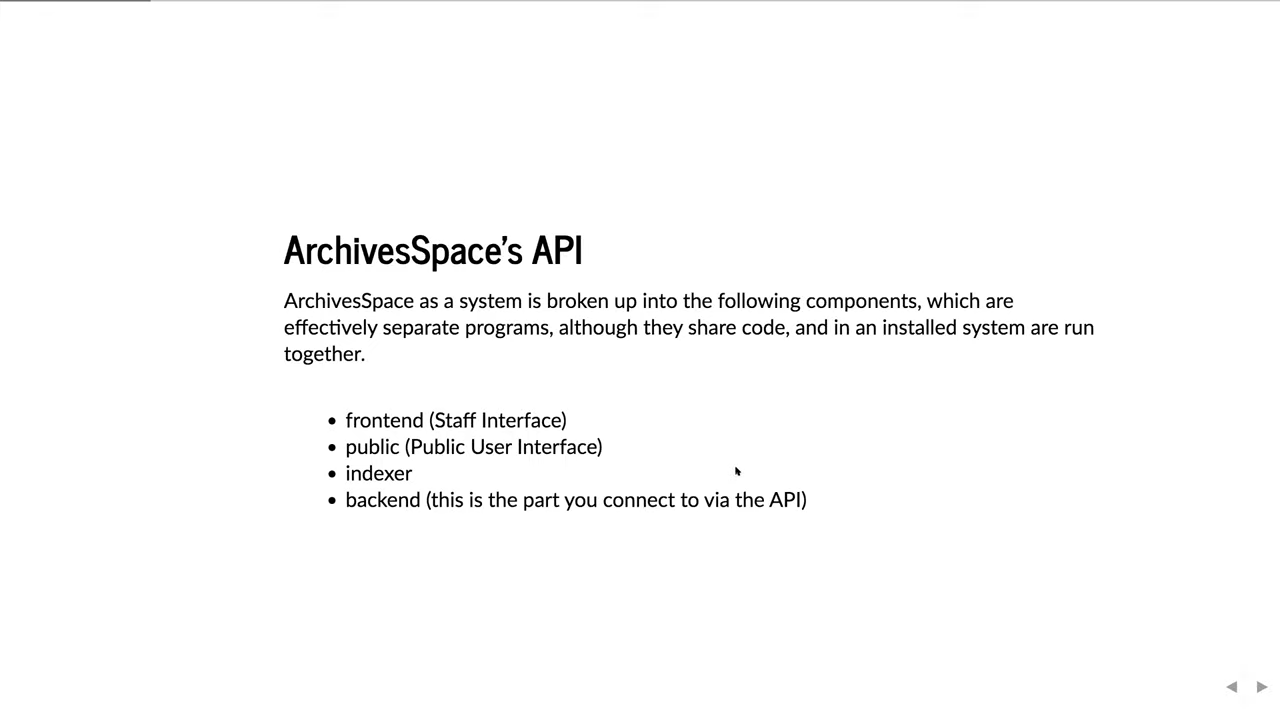 ArchivesSpace’s API
ArchivesSpace as a system is broken up into the following components, which are
effectively separate programs, although they share code, and in an installed system are run
together.
• frontend (Staff Interface)
• public (Public User Interface)
• indexer
• backend (this is the part you connect to via the API)